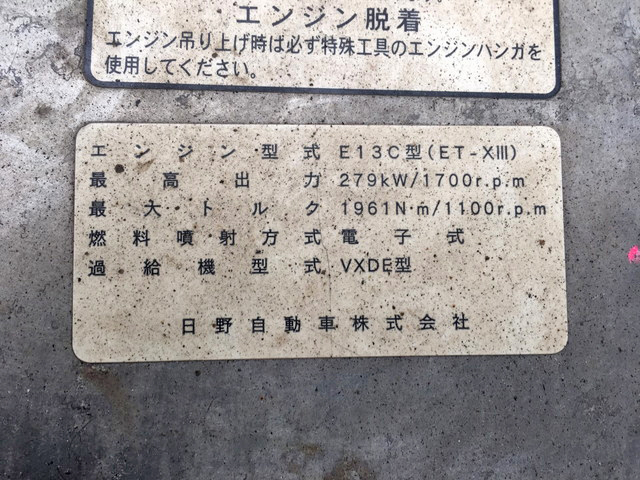 エンジン脱着
エンジン吊り上げ時は必ず特殊工具のエンジンハンガを
使用してください。
エンジン型式 E13C型(ET-XIII)
最高出力 279kW/1700r.p.m
最大トルク 1961N·m/1100r.p.m
燃料噴射方式 電子式
過給機型式 VXDE型
日野自動車株式会社